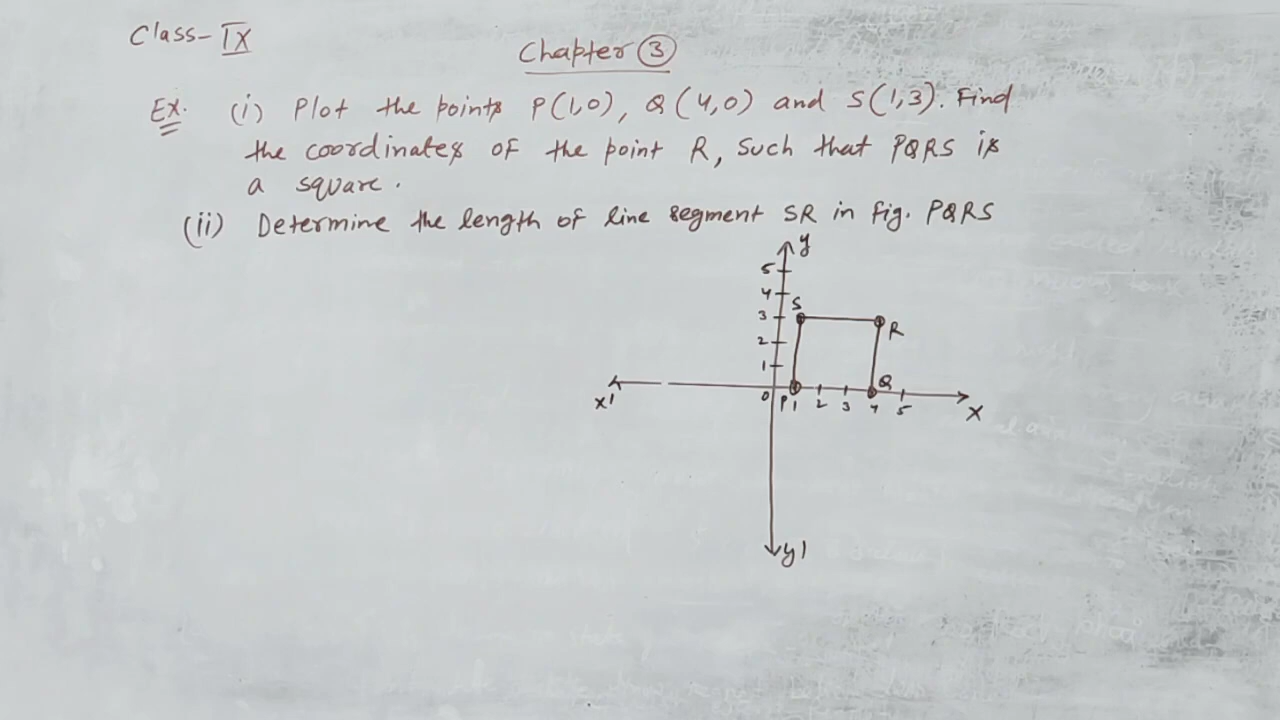 Class-IX
Chapter ③
Ex. (i) Plot the points P(1,0), Q(4,0) and S(1,3). Find
the coordinates of the point R, such that PQRS is
a square.
(ii) Determine the length of line segment SR in fig. PQRS
y
5
4
S
3
R
2
1
Q
x'
0
P 1 2 3 4 5
x
y'